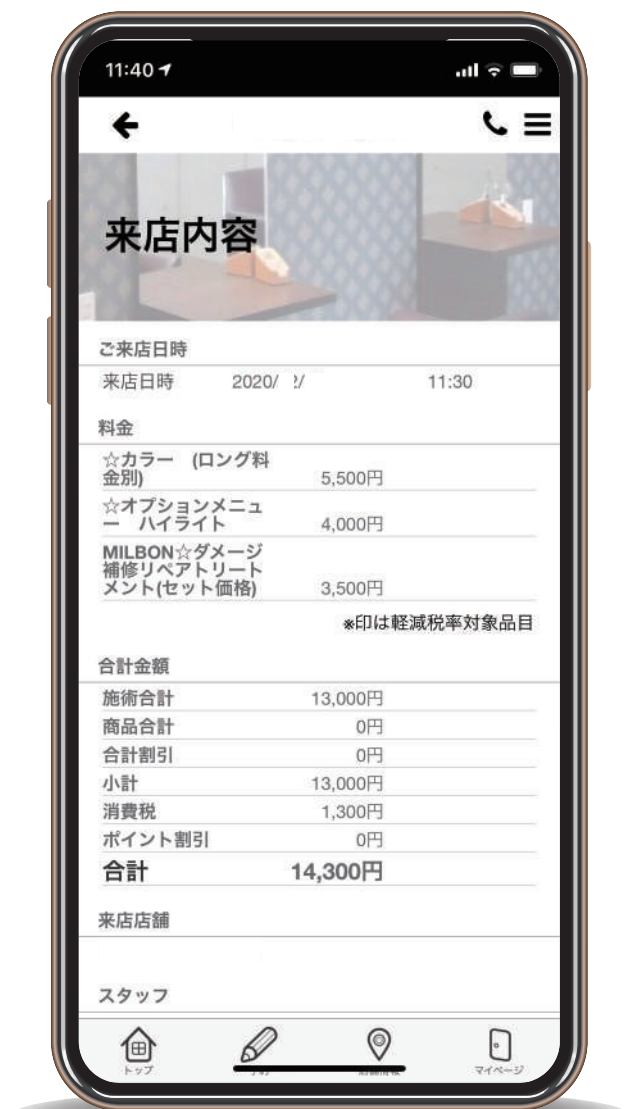 11:40
来店内容
ご来店日時
来店日時 2020/ 2/ 11:30
料金
☆カラー (ロング料
金別) 5,500円
☆オプションメニュ
ー ハイライト 4,000円
MILBON☆ダメージ
補修リペアトリート
メント(セット価格) 3,500円
※印は軽減税率対象品目
合計金額
施術合計 13,000円
商品合計 0円
合計割引 0円
小計 13,000円
消費税 1,300円
ポイント割引 0円
合計 14,300円
来店店舗
スタッフ
トップ マイページ